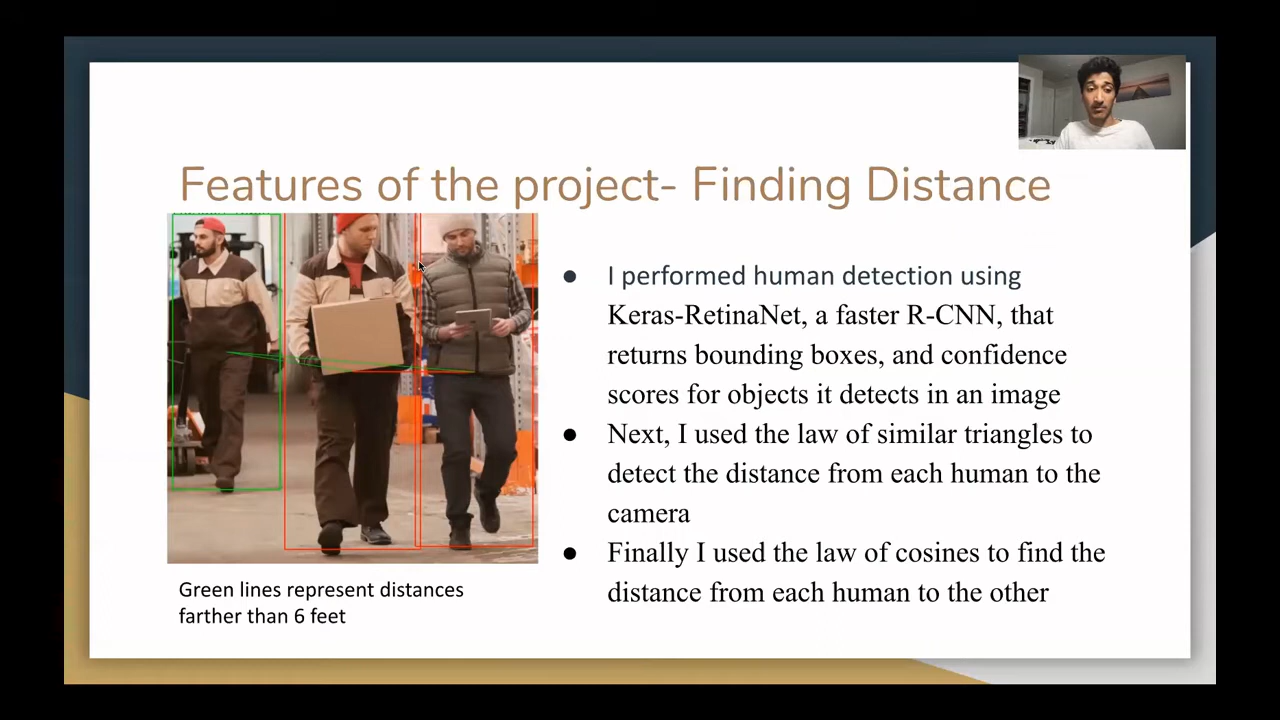 Features of the project- Finding Distance
I performed human detection using
Keras-RetinaNet, a faster R-CNN, that
returns bounding boxes, and confidence
scores for objects it detects in an image
Next, I used the law of similar triangles to
detect the distance from each human to the
camera
Finally I used the law of cosines to find the
distance from each human to the other
Green lines represent distances
farther than 6 feet